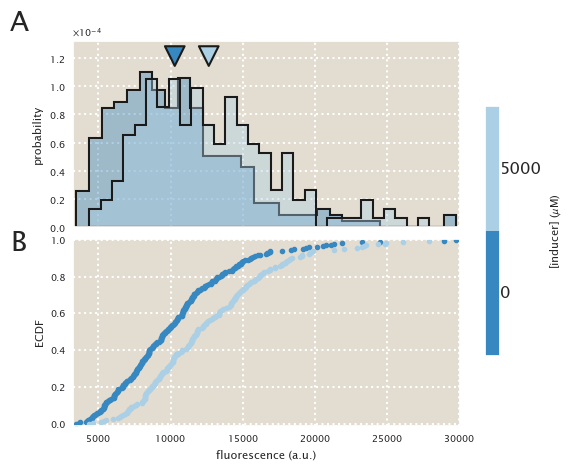 A
×10⁻⁴
1.2
1.0
0.8
0.6
0.4
0.2
0.0
probability
B
1.0
0.8
0.6
0.4
0.2
0.0
ECDF
5000 10000 15000 20000 25000 30000
fluorescence (a.u.)
5000
0
[inducer] (μM)